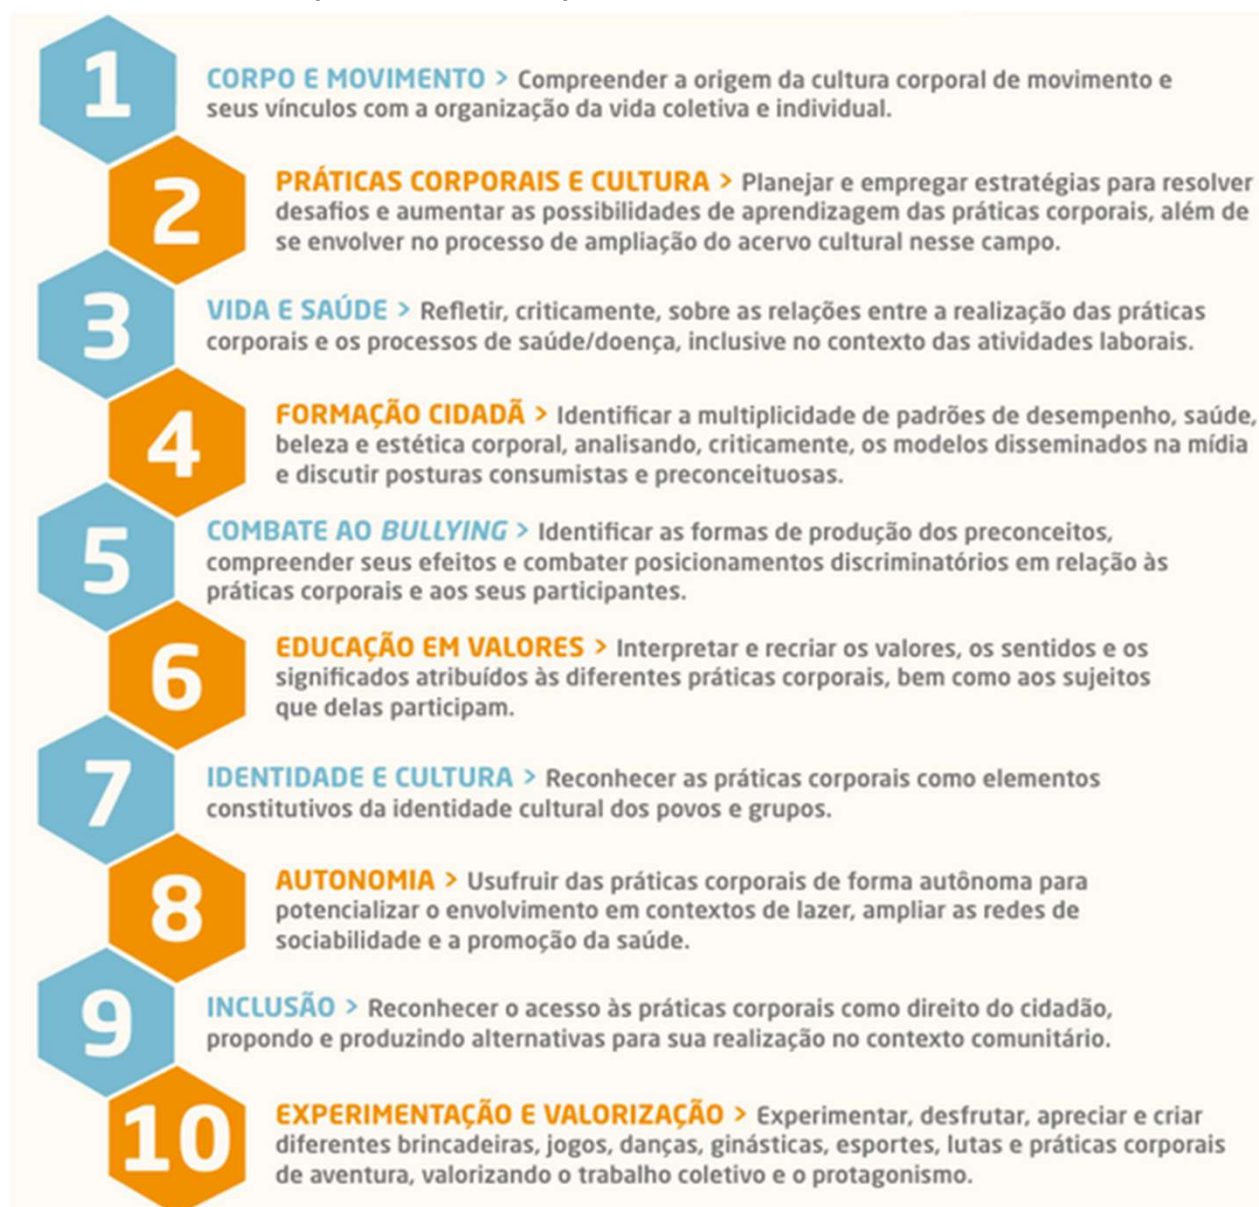 1
CORPO E MOVIMENTO > Compreender a origem da cultura corporal de movimento e
seus vínculos com a organização da vida coletiva e individual.
2
PRÁTICAS CORPORAIS E CULTURA > Planejar e empregar estratégias para resolver
desafios e aumentar as possibilidades de aprendizagem das práticas corporais, além de
se envolver no processo de ampliação do acervo cultural nesse campo.
3
VIDA E SAÚDE > Refletir, criticamente, sobre as relações entre a realização das práticas
corporais e os processos de saúde/doença, inclusive no contexto das atividades laborais.
4
FORMAÇÃO CIDADÃ > Identificar a multiplicidade de padrões de desempenho, saúde,
beleza e estética corporal, analisando, criticamente, os modelos disseminados na mídia
e discutir posturas consumistas e preconceituosas.
5
COMBATE AO BULLYING > Identificar as formas de produção dos preconceitos,
compreender seus efeitos e combater posicionamentos discriminatórios em relação às
práticas corporais e aos seus participantes.
6
EDUCAÇÃO EM VALORES > Interpretar e recriar os valores, os sentidos e os
significados atribuídos às diferentes práticas corporais, bem como aos sujeitos
que delas participam.
7
IDENTIDADE E CULTURA > Reconhecer as práticas corporais como elementos
constitutivos da identidade cultural dos povos e grupos.
8
AUTONOMIA > Usufruir das práticas corporais de forma autônoma para
potencializar o envolvimento em contextos de lazer, ampliar as redes de
sociabilidade e a promoção da saúde.
9
INCLUSÃO > Reconhecer o acesso às práticas corporais como direito do cidadão,
propondo e produzindo alternativas para sua realização no contexto comunitário.
10
EXPERIMENTAÇÃO E VALORIZAÇÃO > Experimentar, desfrutar, apreciar e criar
diferentes brincadeiras, jogos, danças, ginásticas, esportes, lutas e práticas corporais
de aventura, valorizando o trabalho coletivo e o protagonismo.